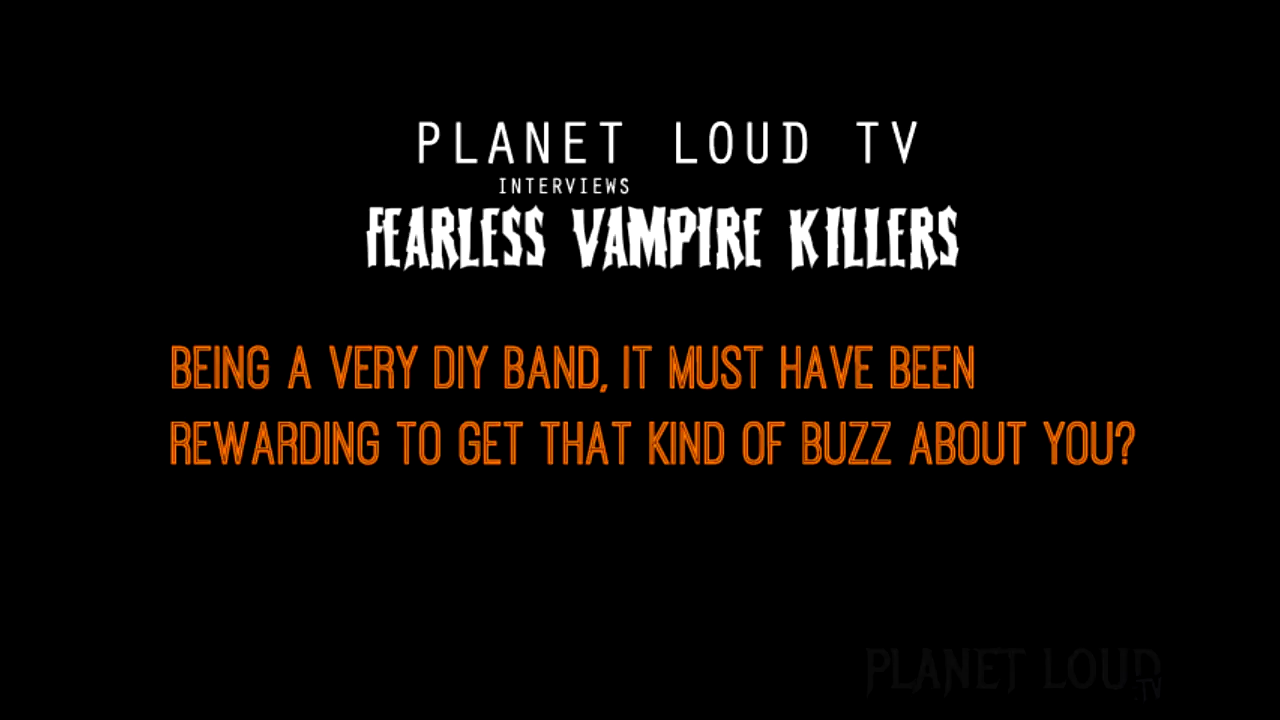 PLANET LOUD TV
INTERVIEWS
FEARLESS VAMPIRE KILLERS
BEING A VERY DIY BAND, IT MUST HAVE BEEN
REWARDING TO GET THAT KIND OF BUZZ ABOUT YOU?
PLANET LOUD
.TV